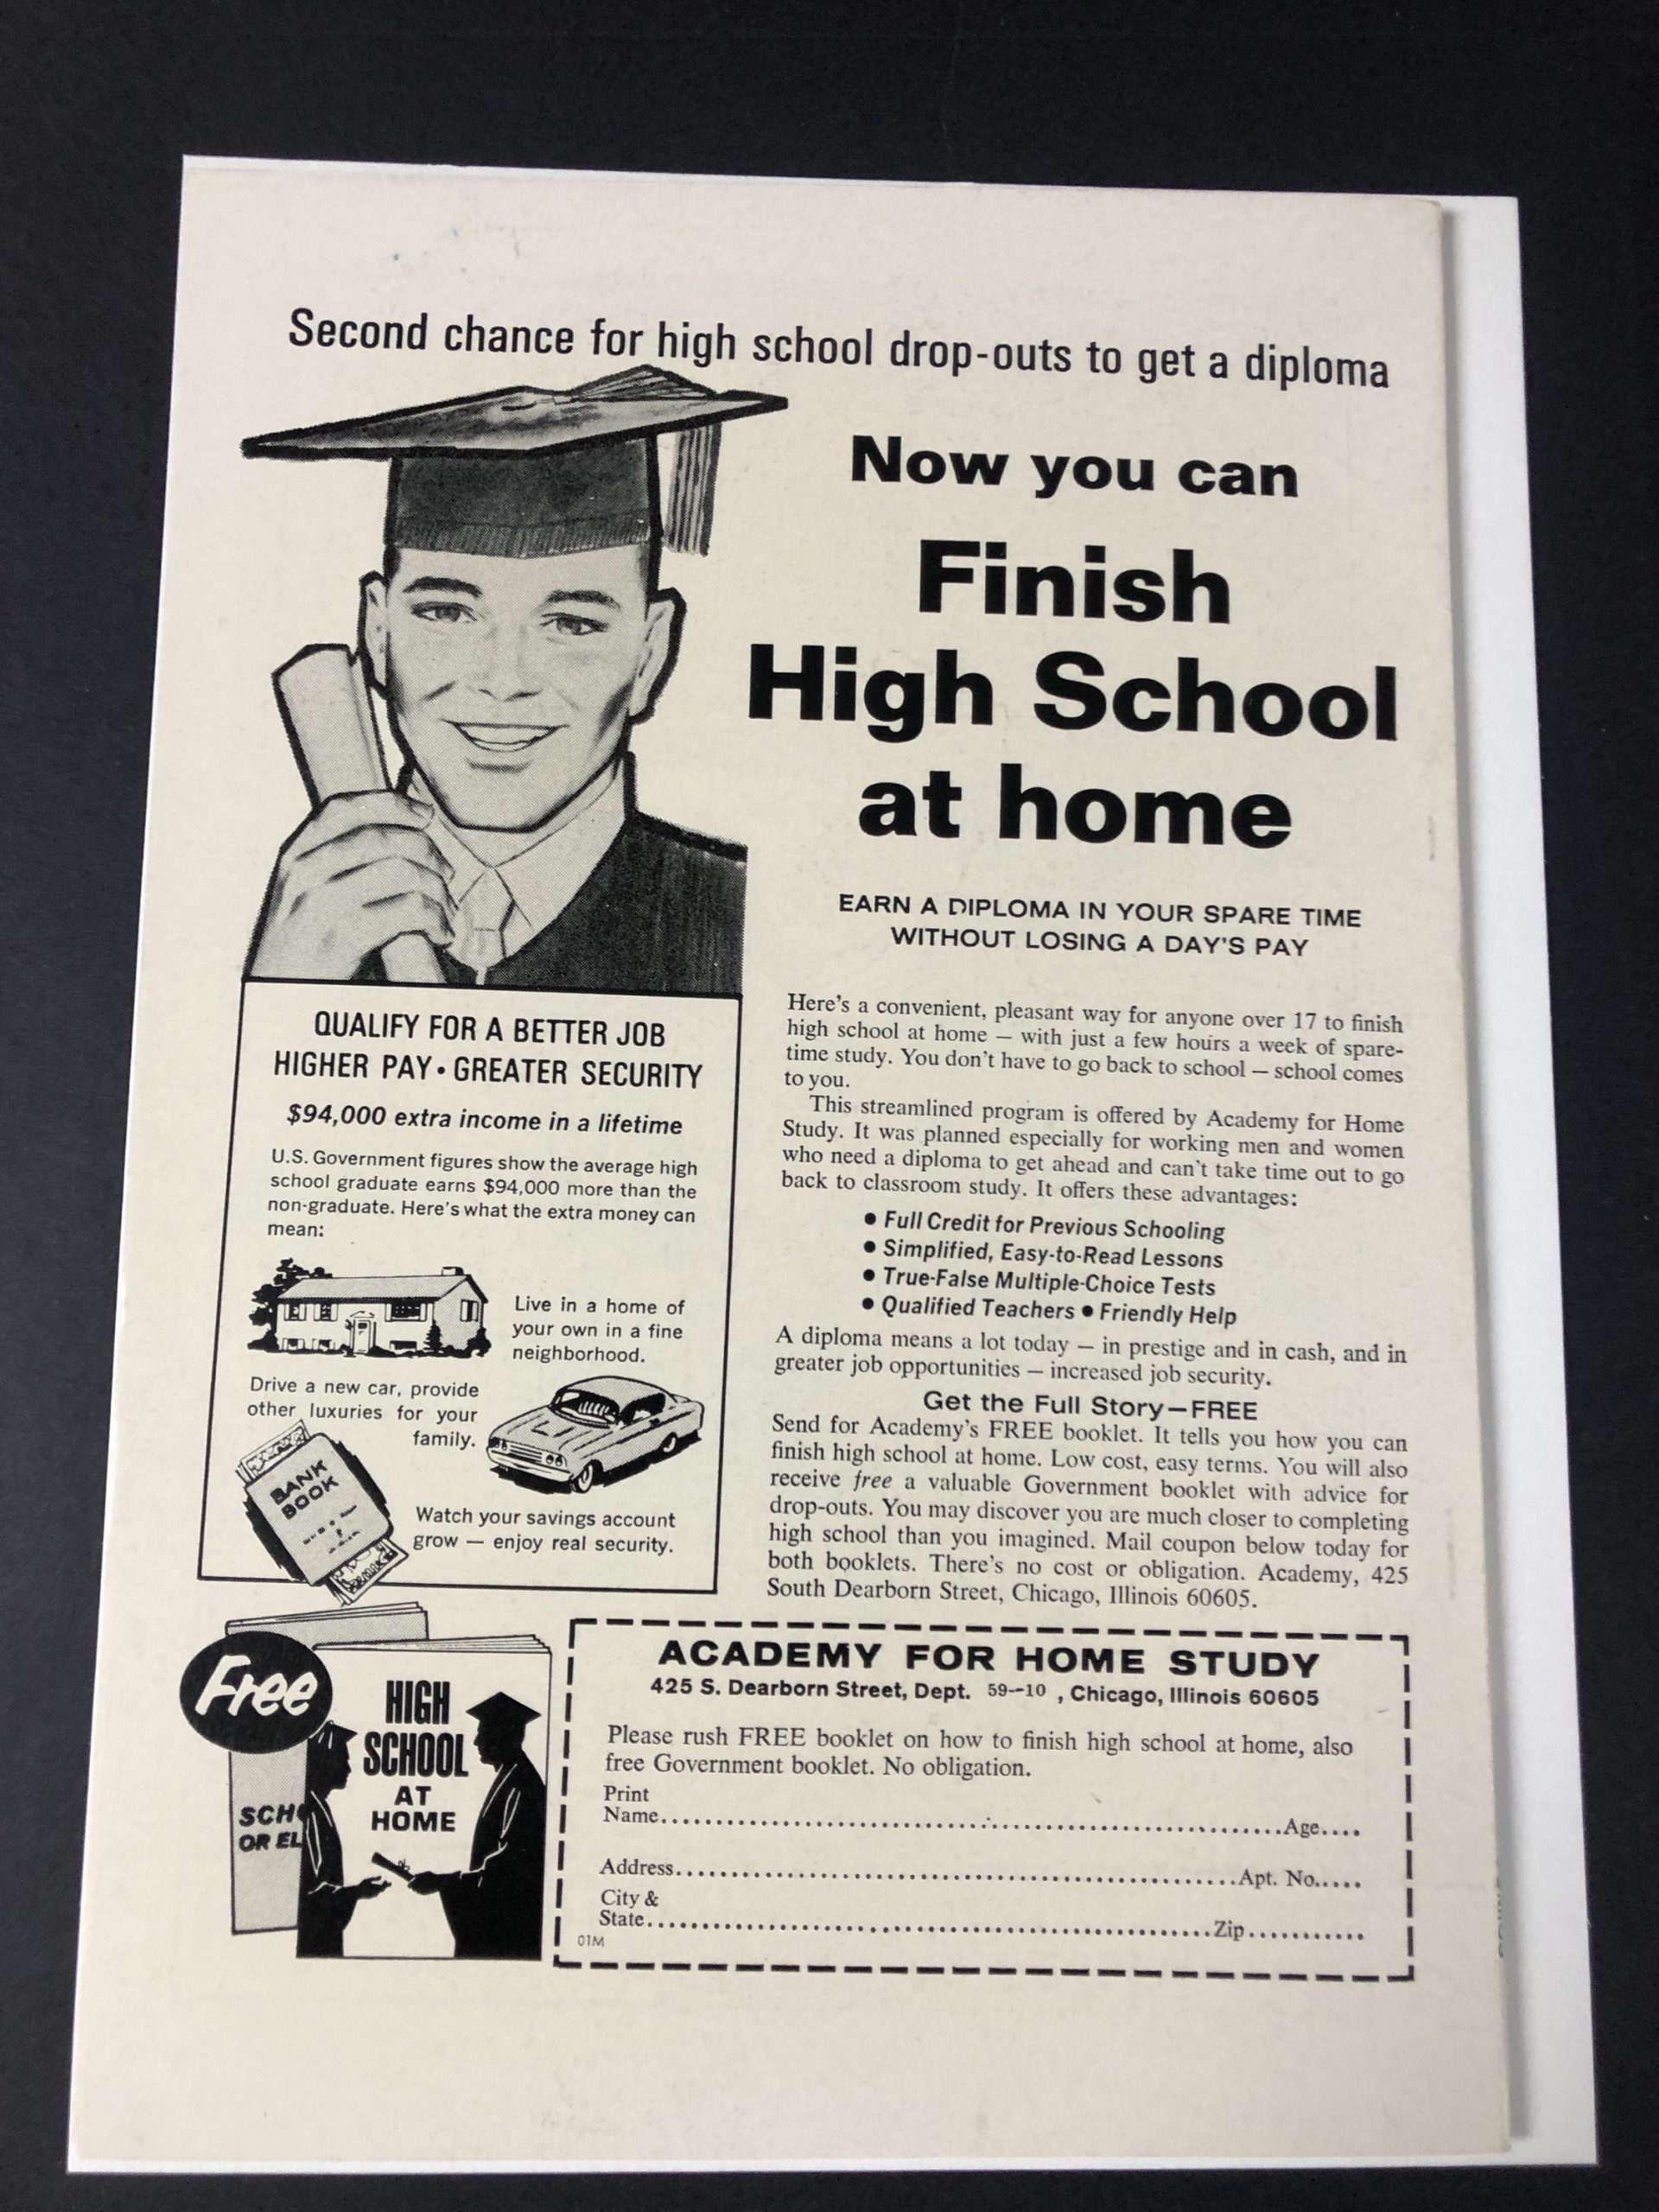 Second chance for high school drop-outs to get a diploma
Now you can
Finish
High School
at home
EARN A DIPLOMA IN YOUR SPARE TIME
WITHOUT LOSING A DAY'S PAY
QUALIFY FOR A BETTER JOB
HIGHER PAY • GREATER SECURITY
$94,000 extra income in a lifetime
U.S. Government figures show the average high
school graduate earns $94,000 more than the
non-graduate. Here's what the extra money can
mean:
Live in a home of
your own in a fine
neighborhood.
Drive a new car, provide
other luxuries for your
family.
BANK
BOOK
Watch your savings account
grow — enjoy real security.
Here's a convenient, pleasant way for anyone over 17 to finish
high school at home — with just a few hours a week of spare-
time study. You don't have to go back to school — school comes
to you.
This streamlined program is offered by Academy for Home
Study. It was planned especially for working men and women
who need a diploma to get ahead and can't take time out to go
back to classroom study. It offers these advantages:
• Full Credit for Previous Schooling
• Simplified, Easy-to-Read Lessons
• True-False Multiple-Choice Tests
• Qualified Teachers • Friendly Help
A diploma means a lot today — in prestige and in cash, and in
greater job opportunities — increased job security.
Get the Full Story—FREE
Send for Academy's FREE booklet. It tells you how you can
finish high school at home. Low cost, easy terms. You will also
receive free a valuable Government booklet with advice for
drop-outs. You may discover you are much closer to completing
high school than you imagined. Mail coupon below today for
both booklets. There's no cost or obligation. Academy, 425
South Dearborn Street, Chicago, Illinois 60605.
Free
HIGH
SCHOOL
AT
HOME
SCHO
OR EL
ACADEMY FOR HOME STUDY
425 S. Dearborn Street, Dept. 59--10 , Chicago, Illinois 60605
Please rush FREE booklet on how to finish high school at home, also
free Government booklet. No obligation.
Print
Name..........Age....
Address..........Apt. No.....
City &
State..........Zip...........
01M